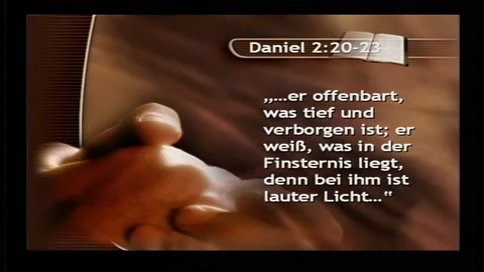 Daniel 2:20-23
„...er offenbart,
was tief und
verborgen ist; er
weiß, was in der
Finsternis liegt,
denn bei ihm ist
lauter Licht...“